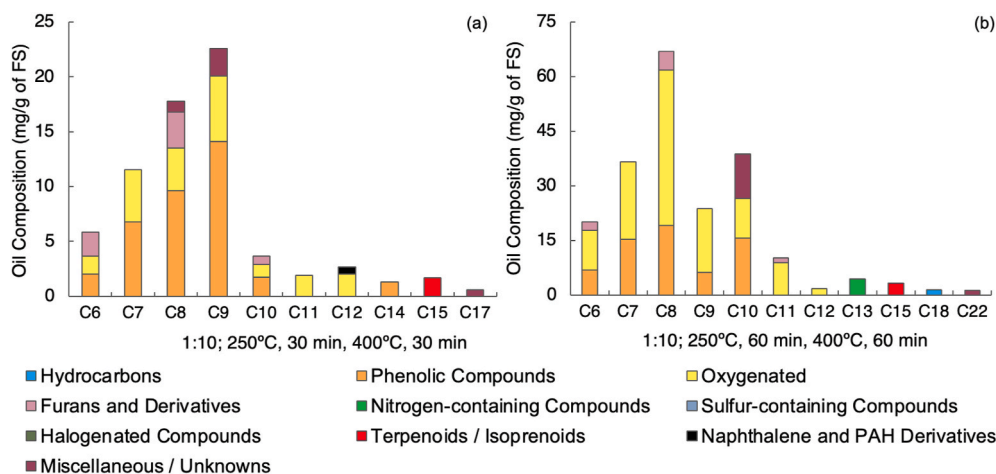 (a)
Oil Composition (mg/g of FS)
25
20
15
10
5
0
C6 C7 C8 C9 C10 C11 C12 C14 C15 C17
1:10; 250ºC, 30 min, 400ºC, 30 min
(b)
Oil Composition (mg/g of FS)
75
60
45
30
15
0
C6 C7 C8 C9 C10 C11 C12 C13 C15 C18 C22
1:10; 250ºC, 60 min, 400ºC, 60 min
Hydrocarbons
Phenolic Compounds
Oxygenated
Furans and Derivatives
Nitrogen-containing Compounds
Sulfur-containing Compounds
Halogenated Compounds
Terpenoids / Isoprenoids
Naphthalene and PAH Derivatives
Miscellaneous / Unknowns